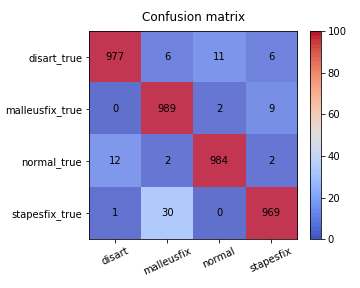 Confusion matrix
disart_true 977 6 11 6
malleusfix_true 0 989 2 9
normal_true 12 2 984 2
stapesfix_true 1 30 0 969
disart malleusfix normal stapesfix
100
80
60
40
20
0